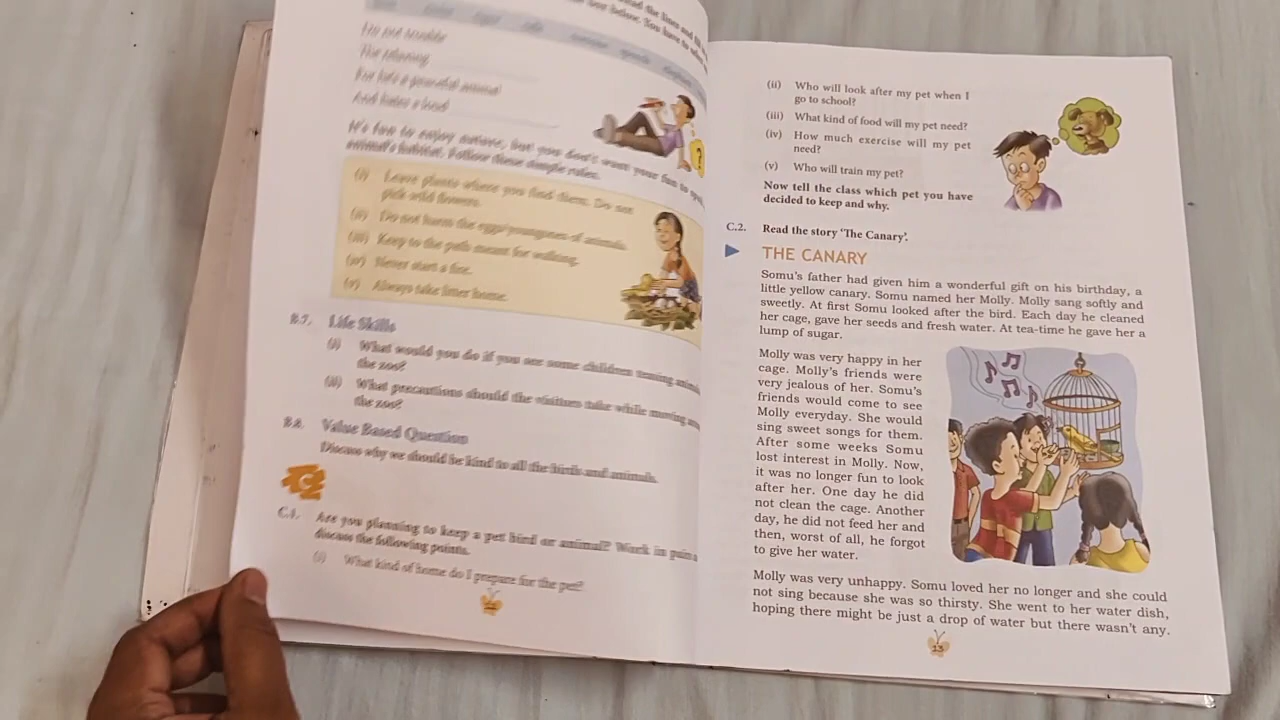 His not terrible
For he's a graceful animal
And hates a
It's fun to enjoy nature, but you don't want your fun to
animal's habitat. Follow these simple rules.
(i) Leave plants where you find them. Do not
pick wild flowers.
(ii) Do not harm the eggs/youngones of animals.
(iii) Keep to the path meant for walking.
(iv) Never start a fire.
(v) Always take litter home.
B.7. Life Skills
(i) What would you do if you see some children teasing
the zoo?
(ii) What precautions should the visitors take while moving
the zoo?
B.8. Value Based Question
Discuss why we should be kind to all the birds and animals.
C
C.1. Are you planning to keep a pet bird or animal? Work in pairs
discuss the following points.
(i) What kind of home do I prepare for the pet?
(ii) Who will look after my pet when I
go to school?
(iii) What kind of food will my pet need?
(iv) How much exercise will my pet
need?
(v) Who will train my pet?
Now tell the class which pet you have
decided to keep and why.
C.2. Read the story 'The Canary'.
THE CANARY
Somu's father had given him a wonderful gift on his birthday, a
little yellow canary. Somu named her Molly. Molly sang softly and
sweetly. At first Somu looked after the bird. Each day he cleaned
her cage, gave her seeds and fresh water. At tea-time he gave her a
lump of sugar.
Molly was very happy in her
cage. Molly's friends were
very jealous of her. Somu's
friends would come to see
Molly everyday. She would
sing sweet songs for them.
After some weeks Somu
lost interest in Molly. Now,
it was no longer fun to look
after her. One day he did
not clean the cage. Another
day, he did not feed her and
then, worst of all, he forgot
to give her water.
Molly was very unhappy. Somu loved her no longer and she could
not sing because she was so thirsty. She went to her water dish,
hoping there might be just a drop of water but there wasn't any.
13